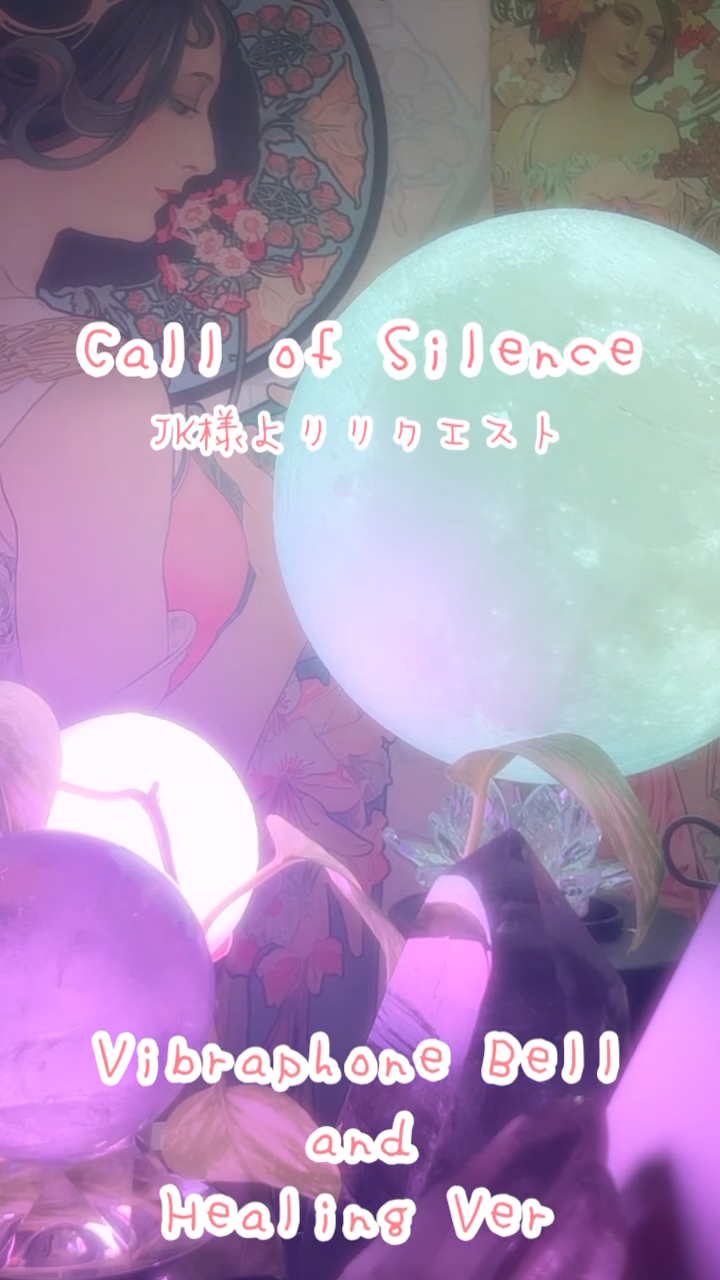 Call of Silence
JK様よりリクエスト
Vibraphone Bell
and
Healing Ver